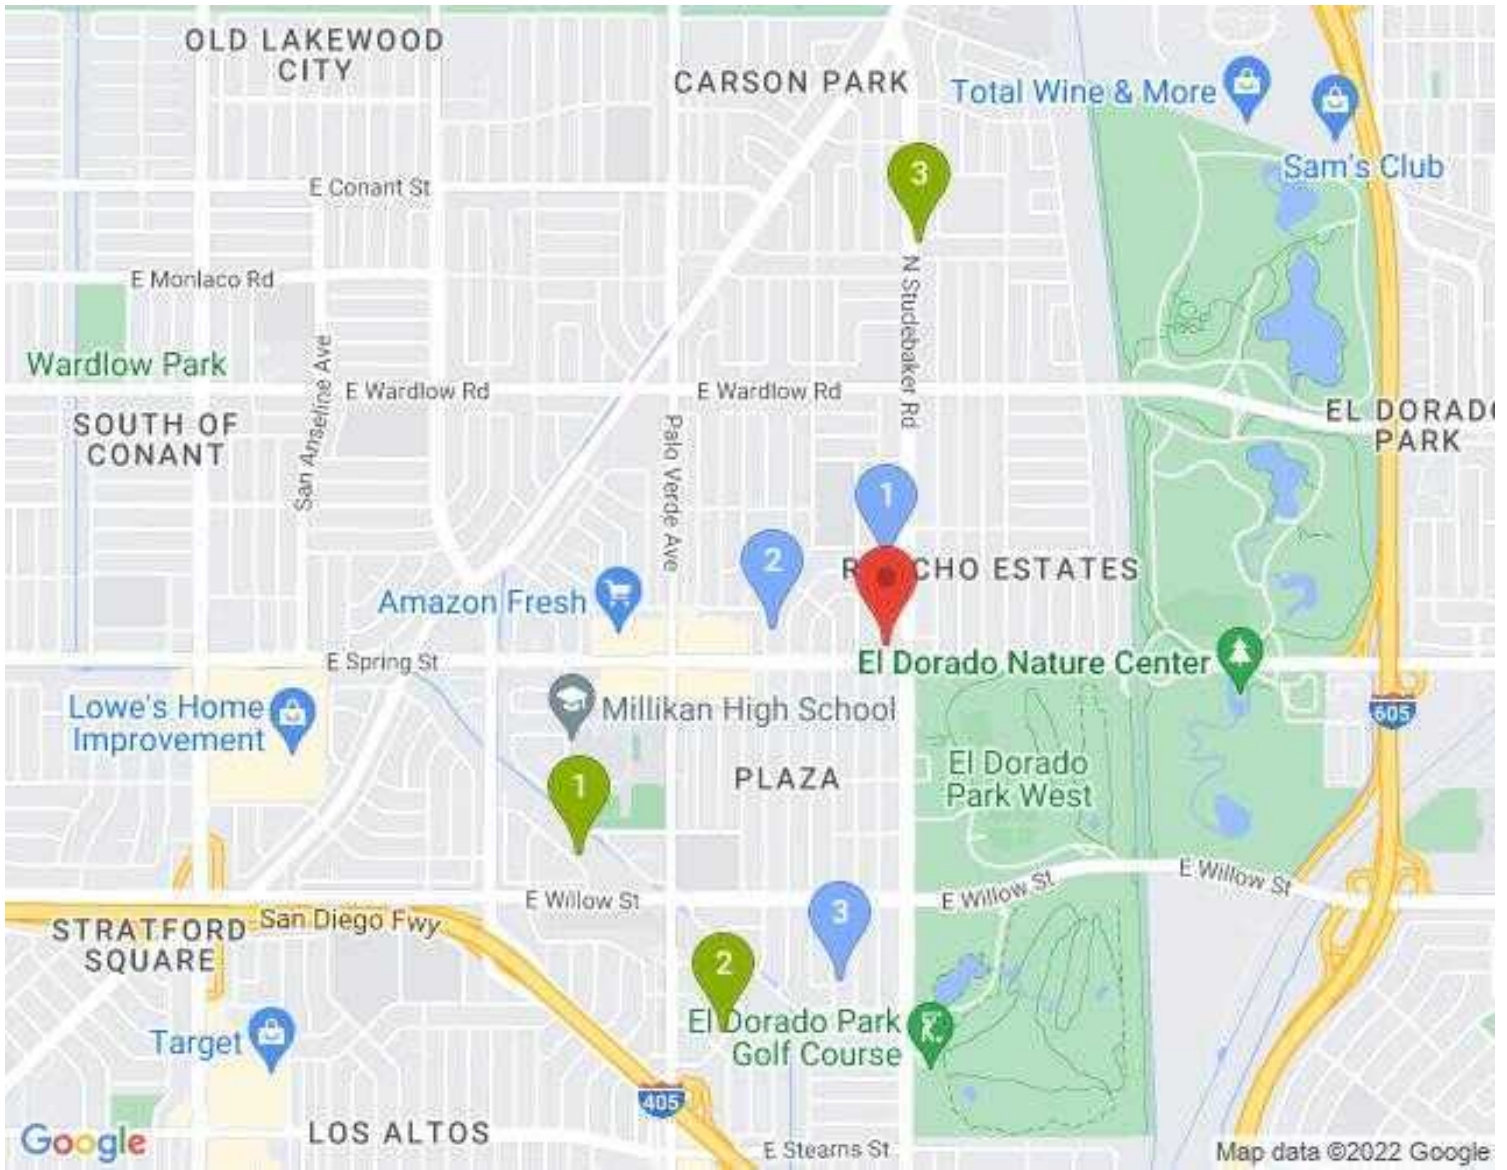 OLD LAKEWOOD
CITY
CARSON PARK
Total Wine & More
Sam's Club
3
E Conant St
E Monlaco Rd
N Studebaker Rd
Wardlow Park
San Anseline Ave
E Wardlow Rd
E Wardlow Rd
SOUTH OF
CONANT
Palo Verde Ave
EL DORADO
PARK
1
2
CHO ESTATES
Amazon Fresh
E Spring St
El Dorado Nature Center
Lowe's Home
Improvement
Millikan High School
605
El Dorado
Park West
PLAZA
1
E Willow St
E Willow St
E Willow St
3
San Diego Fwy
STRATFORD
SQUARE
2
El Dorado Park
Golf Course
Target
405
LOS ALTOS
E Stearns St
Google
Map data ©2022 Google